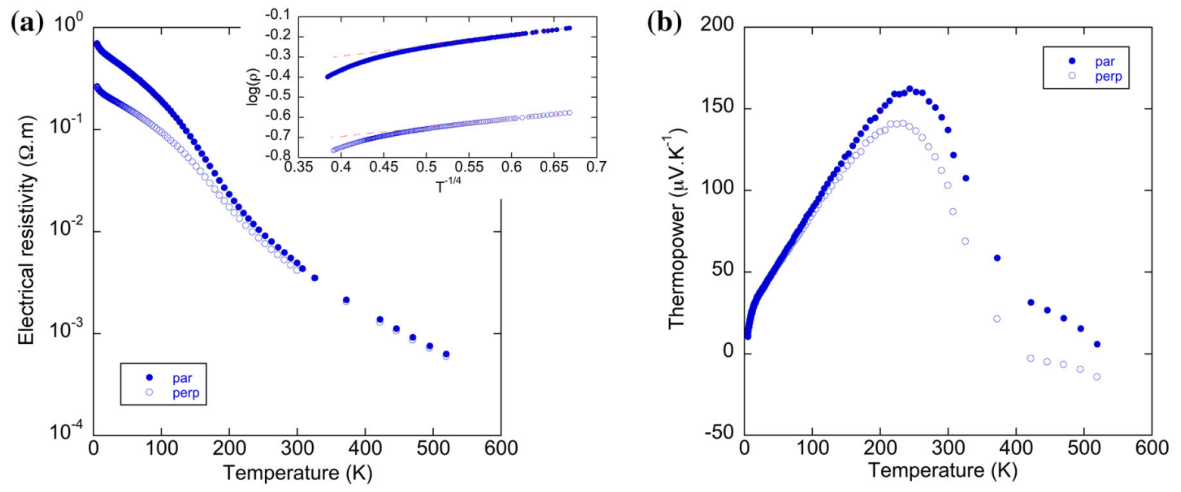 (a)
Electrical resistivity (Ω.m)
10⁰
10⁻¹
10⁻²
10⁻³
10⁻⁴
0 100 200 300 400 500 600
Temperature (K)
par
perp
log(ρ)
-0.1
-0.2
-0.3
-0.4
-0.5
-0.6
-0.7
-0.8
0.35 0.4 0.45 0.5 0.55 0.6 0.65 0.7
T⁻¹/⁴
(b)
Thermopower (μV.K⁻¹)
200
150
100
50
0
-50
0 100 200 300 400 500 600
Temperature (K)
par
perp